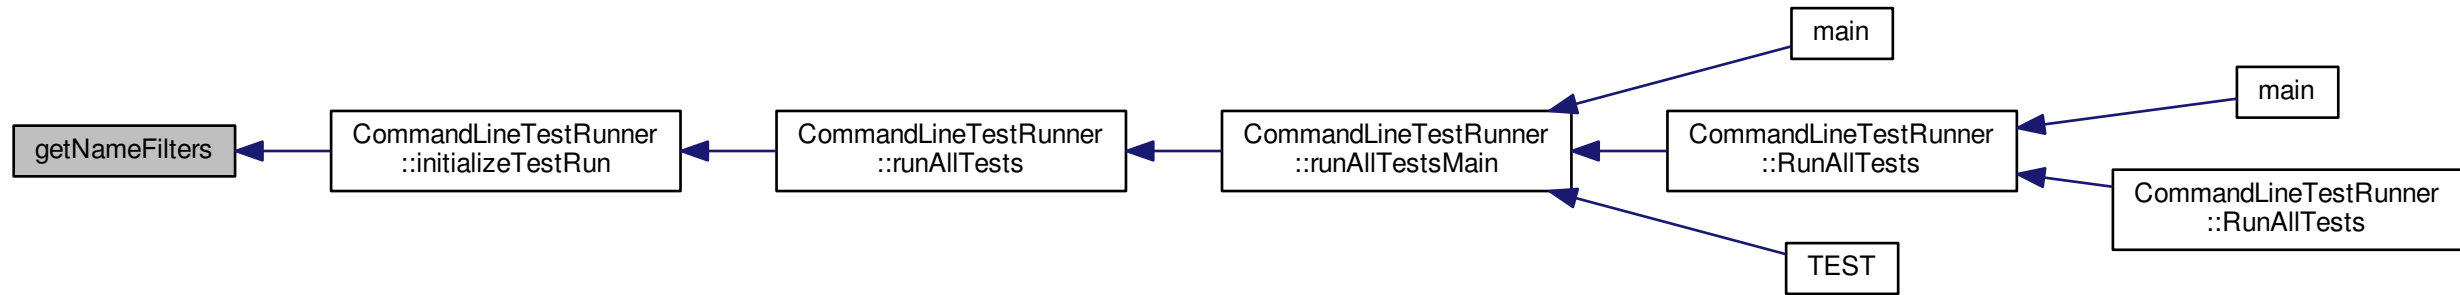 getNameFilters
CommandLineTestRunner
::initializeTestRun
CommandLineTestRunner
::runAllTests
CommandLineTestRunner
::runAllTestsMain
main
CommandLineTestRunner
::RunAllTests
TEST
main
CommandLineTestRunner
::RunAllTests